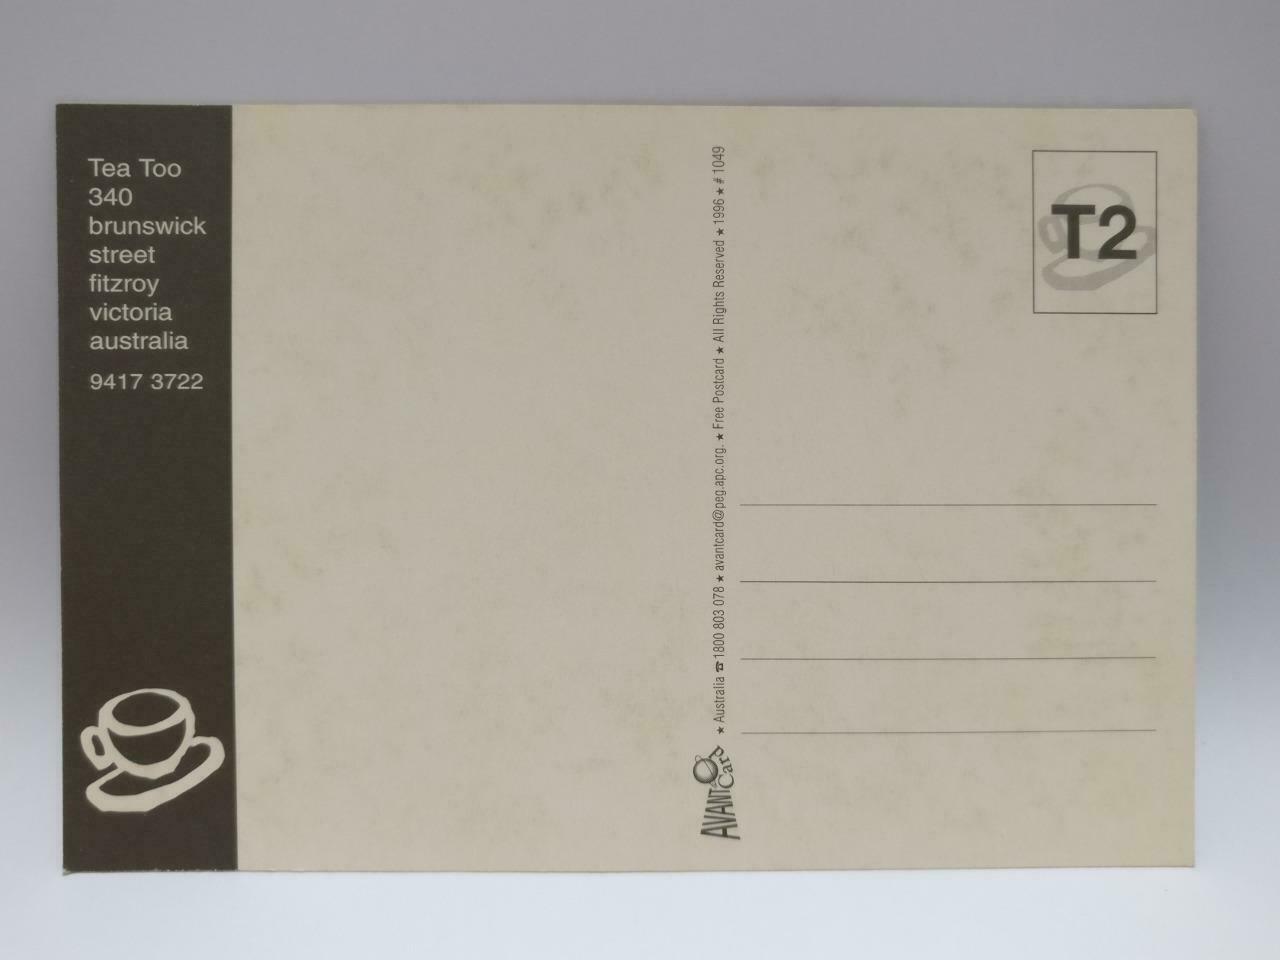 Tea Too
340
brunswick
street
fitzroy
victoria
australia
9417 3722
AVANT Card ★ Australia ☎ 1800 803 078 ★ avantcard@peg.apc.org. ★ Free Postcard ★ All Rights Reserved ★ 1996 ★ # 1049
T2